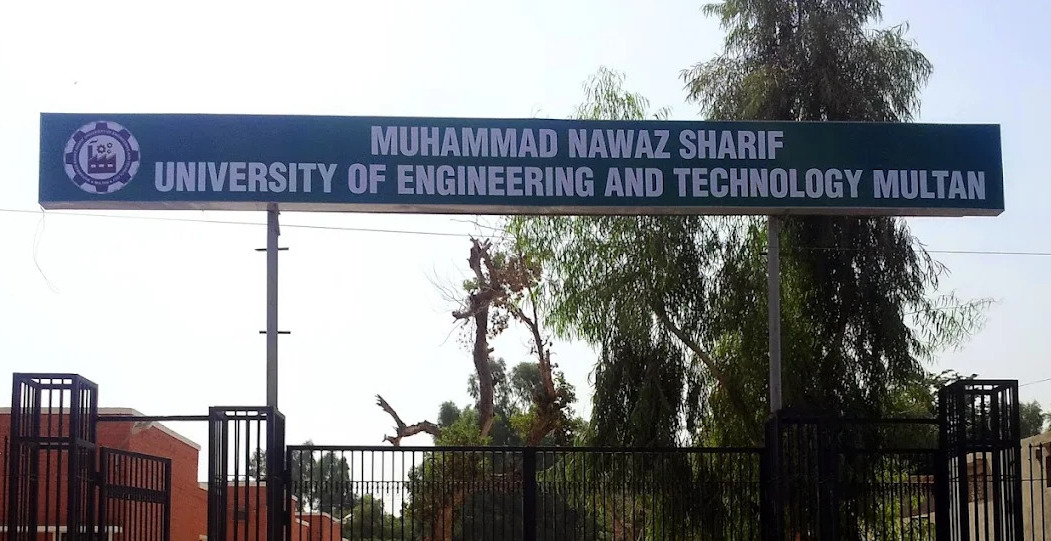 MUHAMMAD NAWAZ SHARIF
UNIVERSITY OF ENGINEERING AND TECHNOLOGY MULTAN